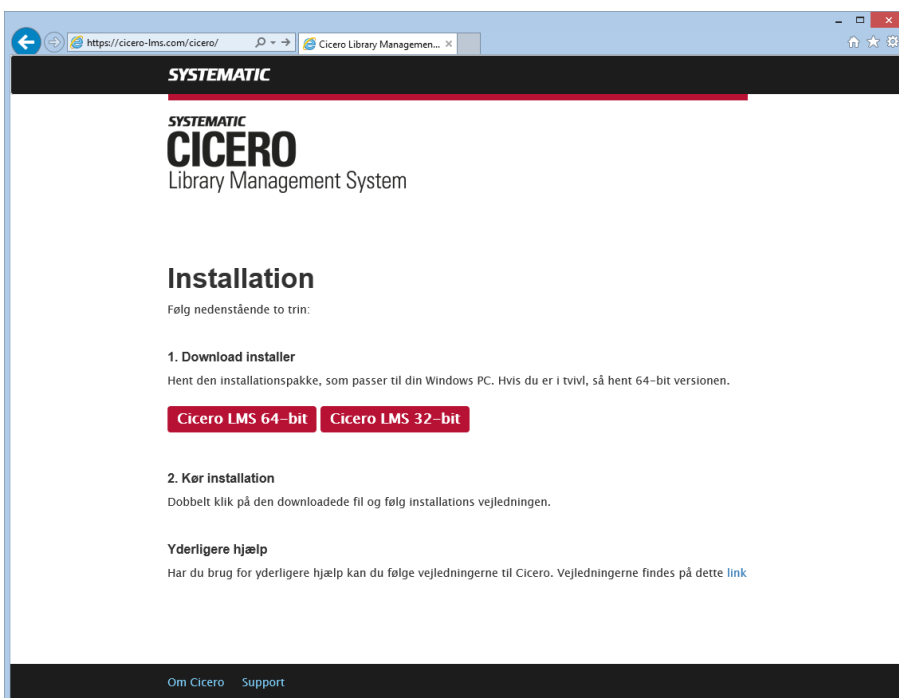 https://cicero-lms.com/cicero/
Cicero Library Managemen...
SYSTEMATIC
SYSTEMATIC
CICERO
Library Management System
Installation
Følg nedenstående to trin:
1. Download installer
Hent den installationspakke, som passer til din Windows PC. Hvis du er i tvivl, så hent 64-bit versionen.
Cicero LMS 64-bit Cicero LMS 32-bit
2. Kør installation
Dobbelt klik på den downloadede fil og følg installations vejledningen.
Yderligere hjælp
Har du brug for yderligere hjælp kan du følge vejledningerne til Cicero. Vejledningerne findes på dette link
Om Cicero Support